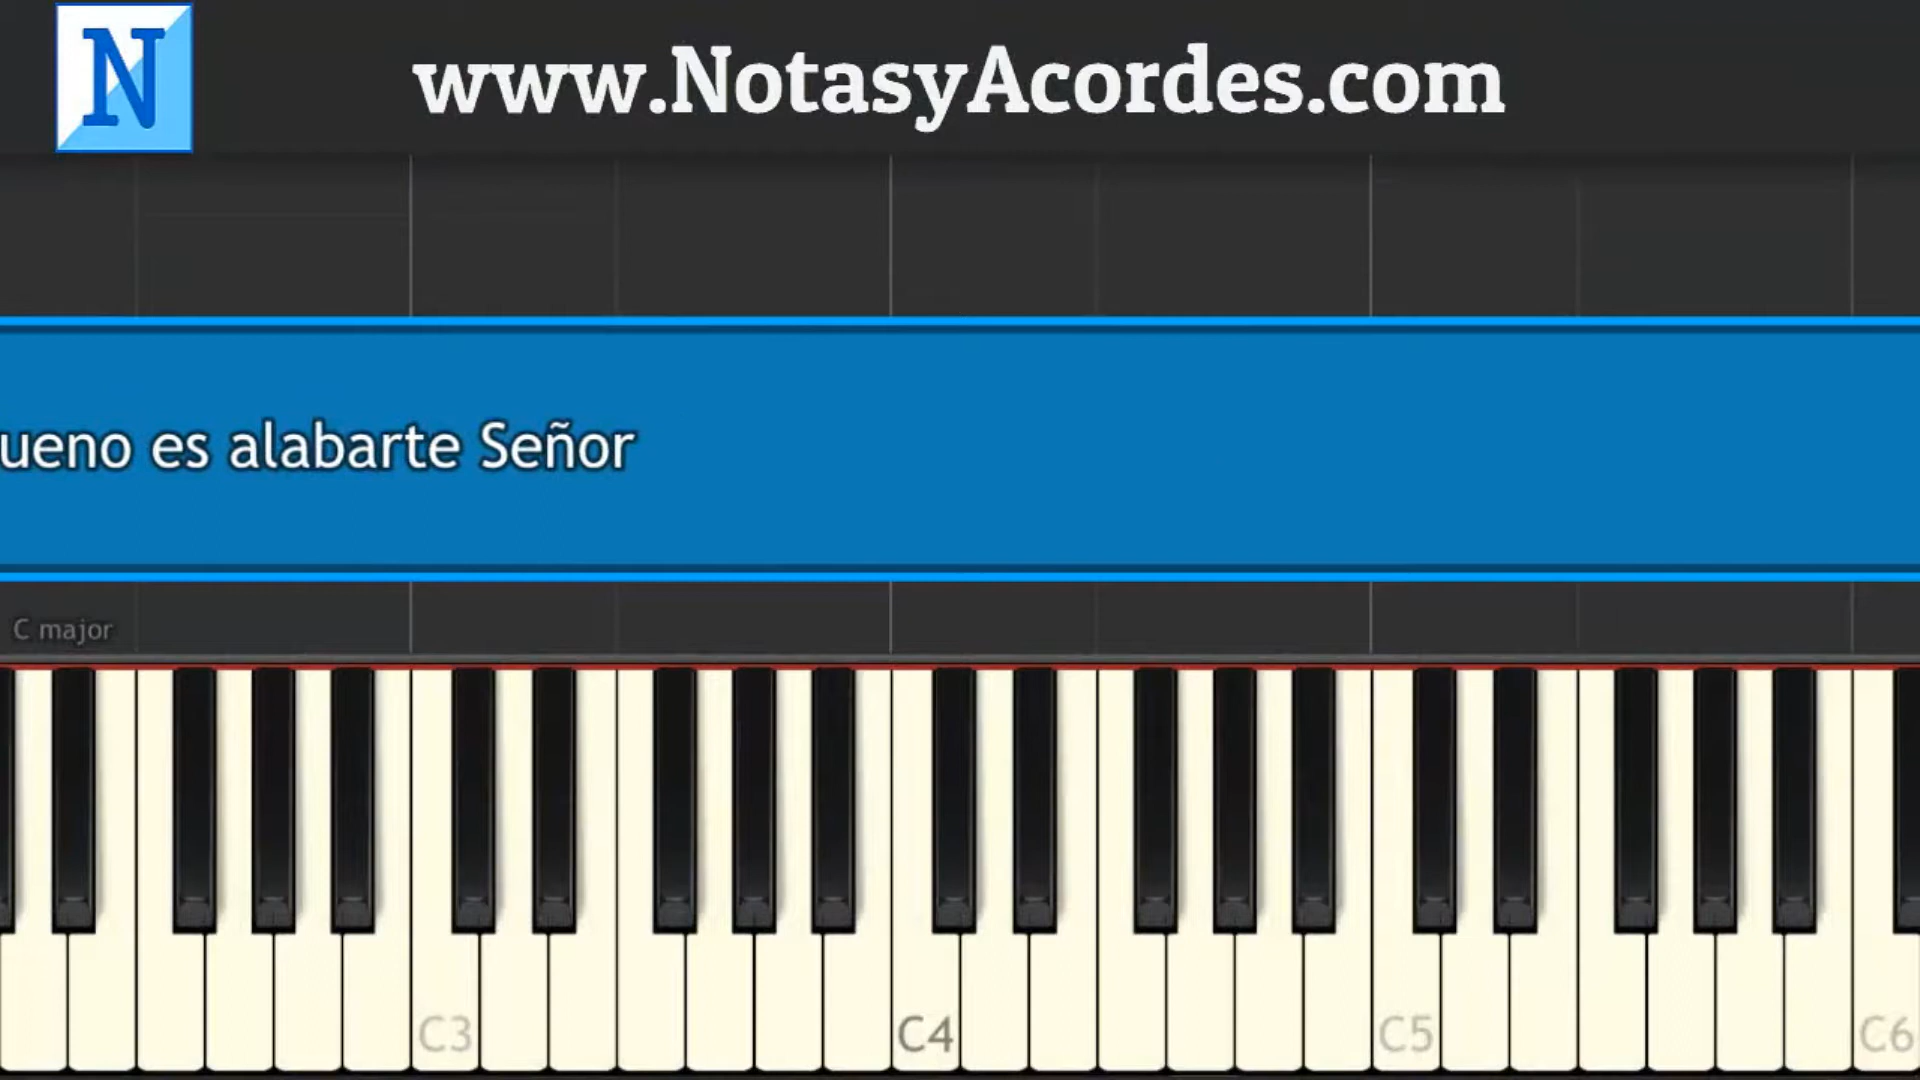 N
www.NotasyAcordes.com
ueno es alabarte Señor
C major
C3
C4
C5
C6